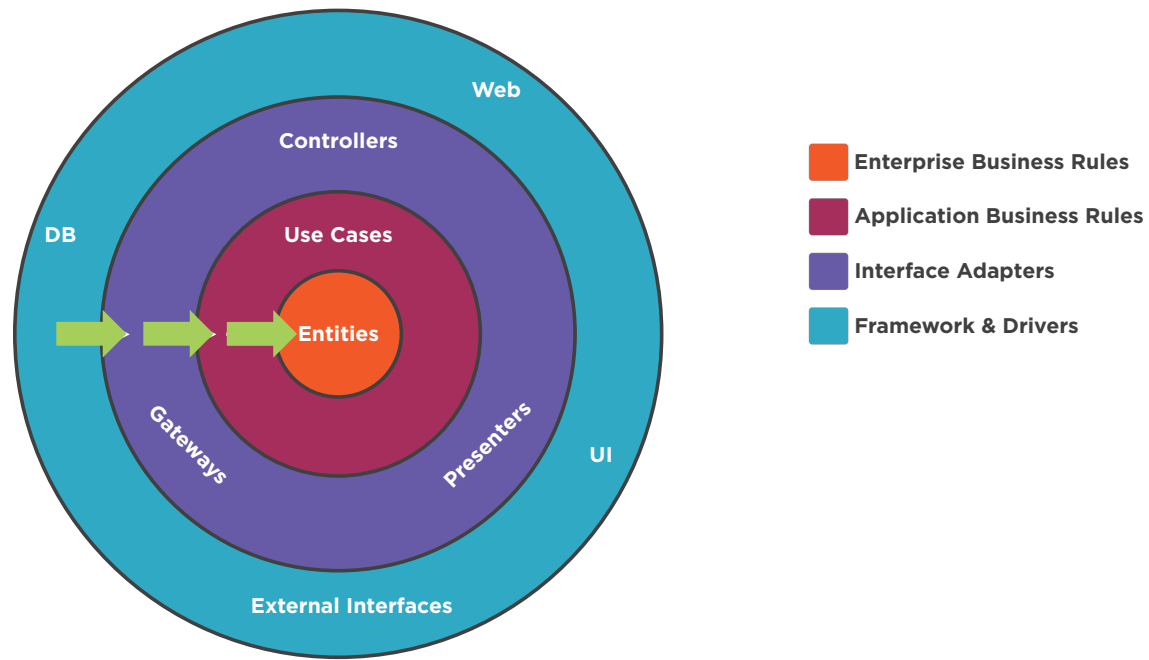 Web
Controllers
Enterprise Business Rules
Application Business Rules
DB
Use Cases
Interface Adapters
Framework & Drivers
Entities
Gateways
Presenters
UI
External Interfaces